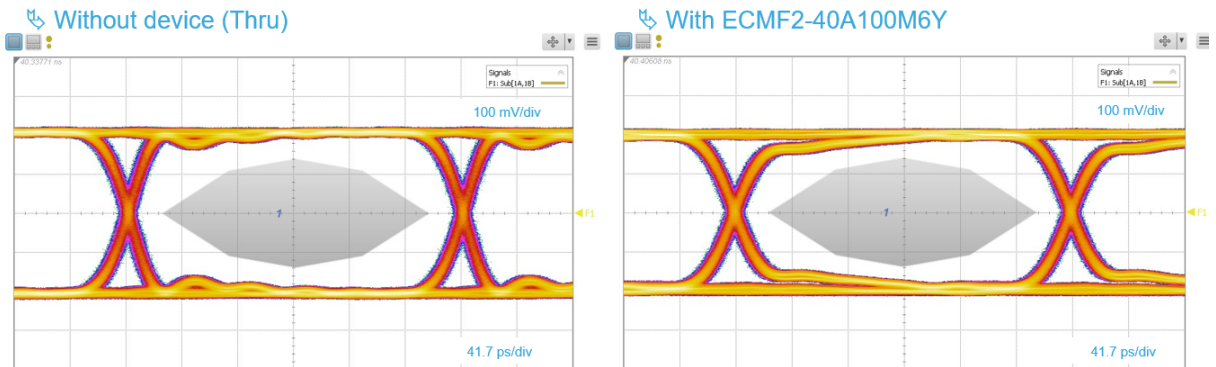 Without device (Thru)
40.33771 ns
Signals
F1: Sub[1A,1B]
100 mV/div
1
F1
41.7 ps/div
With ECMF2-40A100M6Y
40.40608 ns
Signals
F1: Sub[1A,1B]
100 mV/div
1
F1
41.7 ps/div